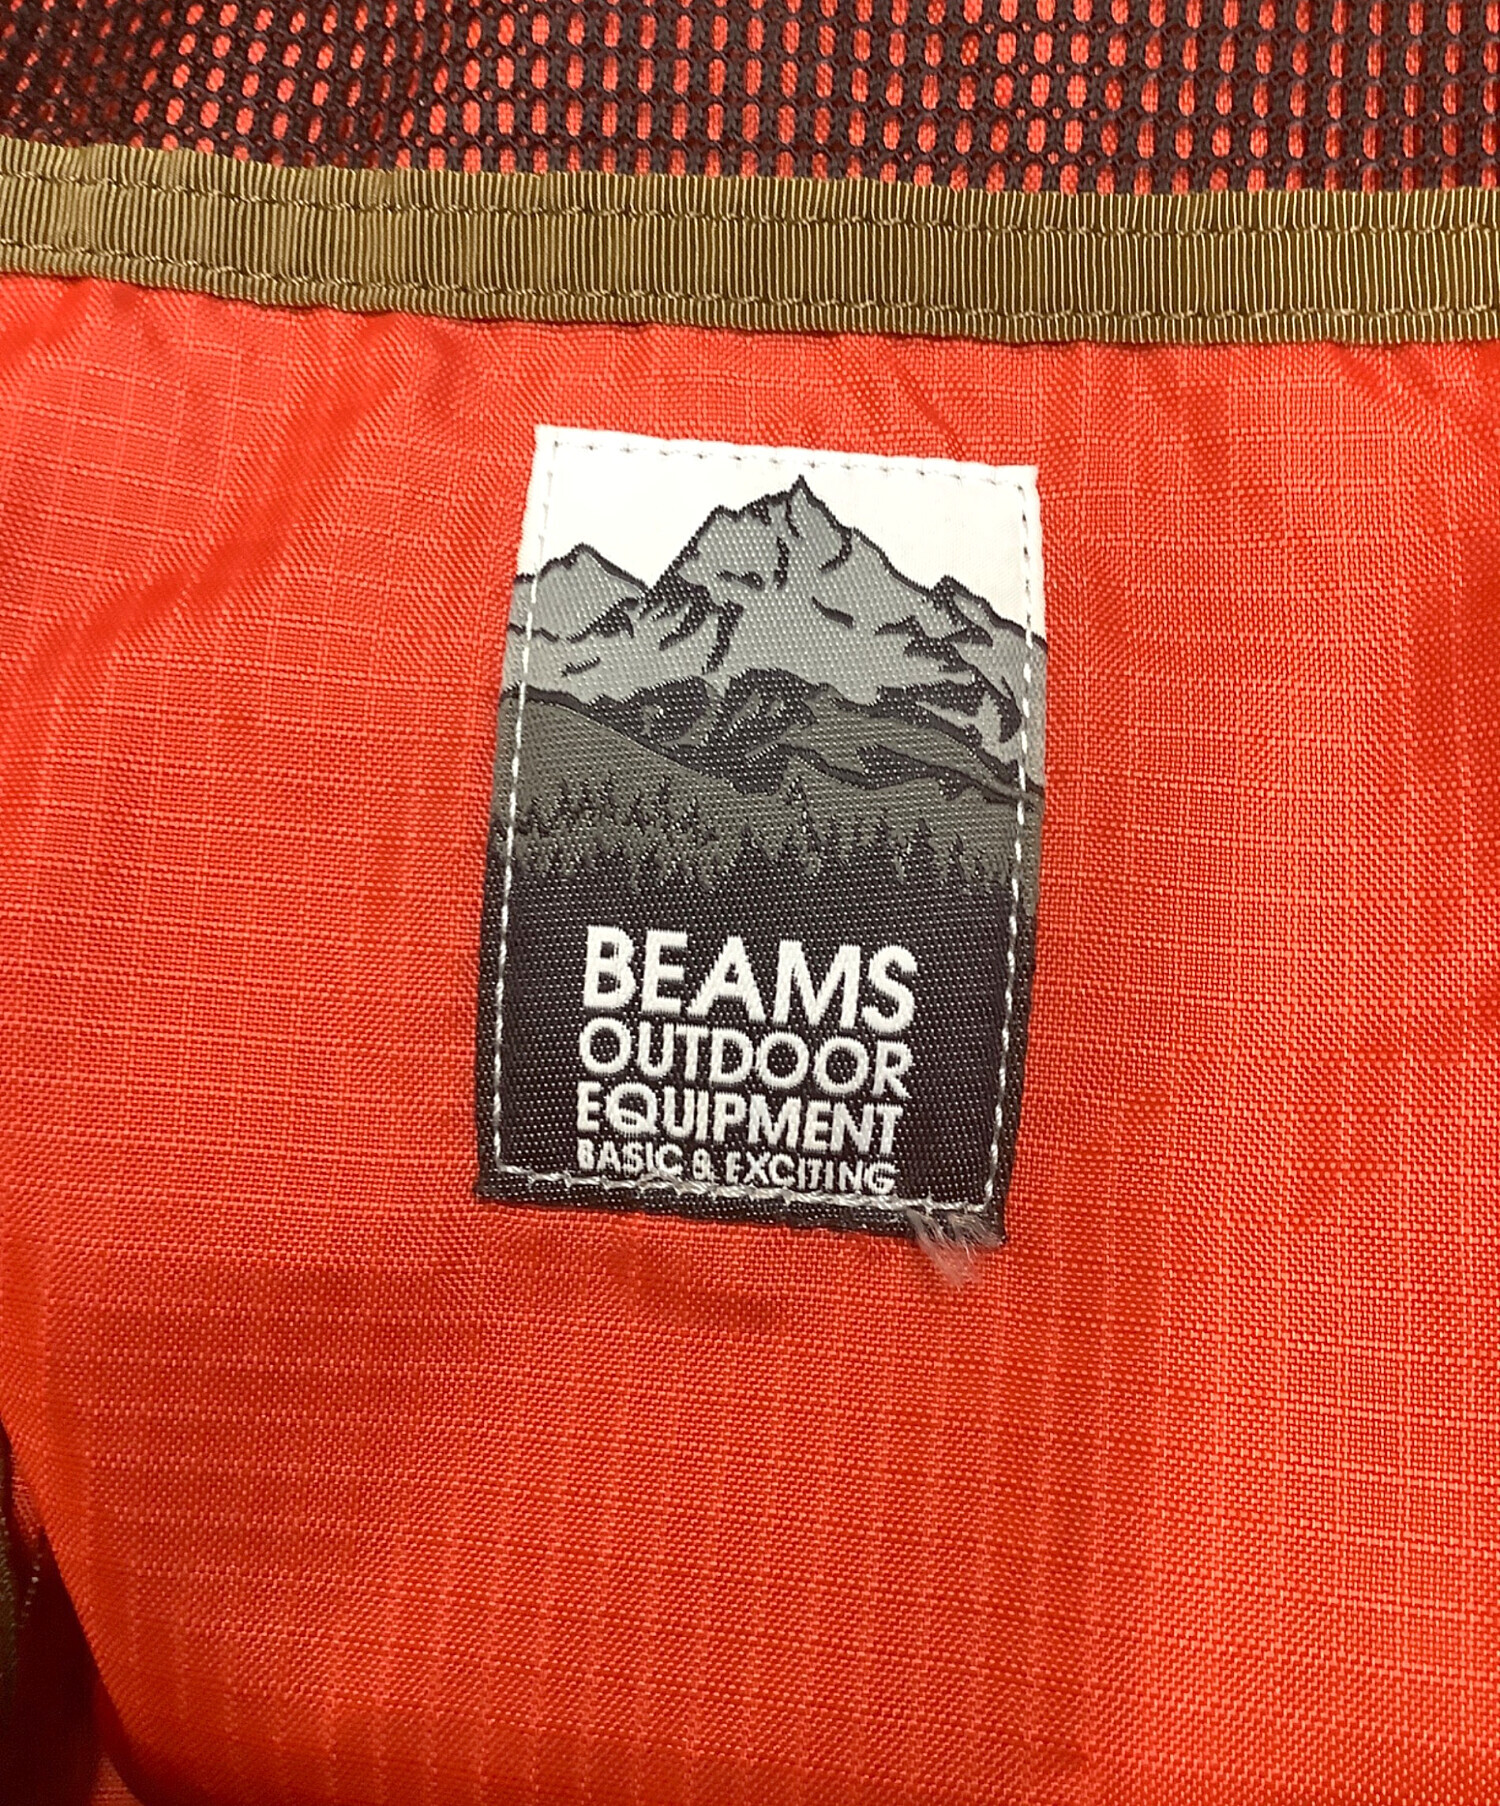 BEAMS
OUTDOOR
EQUIPMENT
BASIC & EXCITING